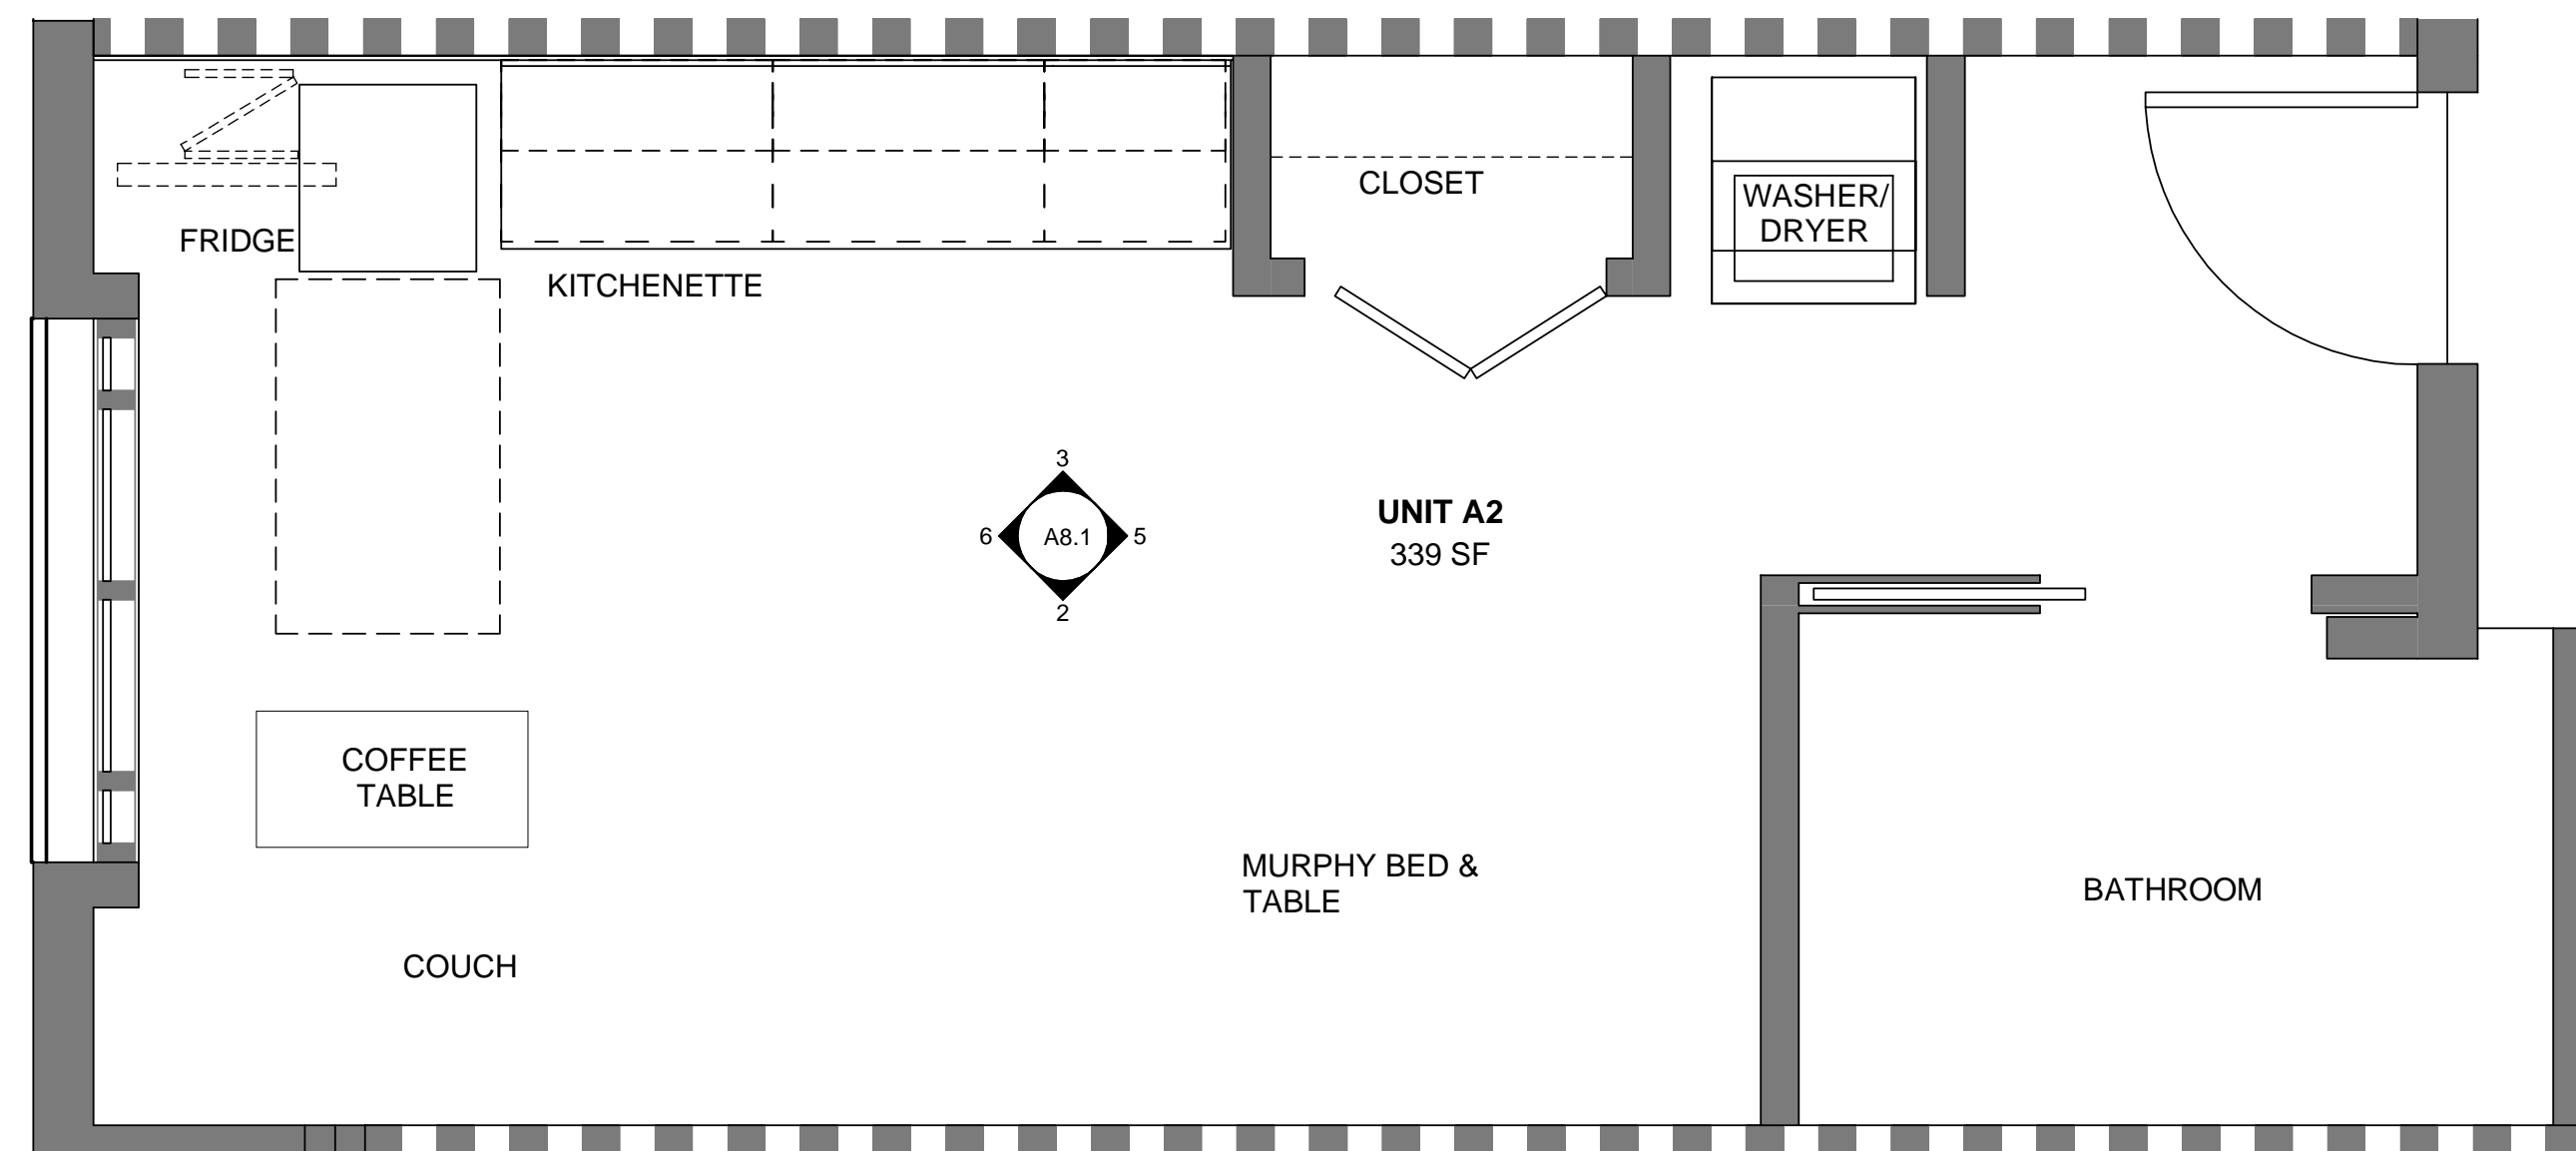 CLOSET
WASHER/
DRYER
FRIDGE
KITCHENETTE
3
6
A8.1
5
2
UNIT A2
339 SF
COFFEE
TABLE
MURPHY BED &
TABLE
BATHROOM
COUCH